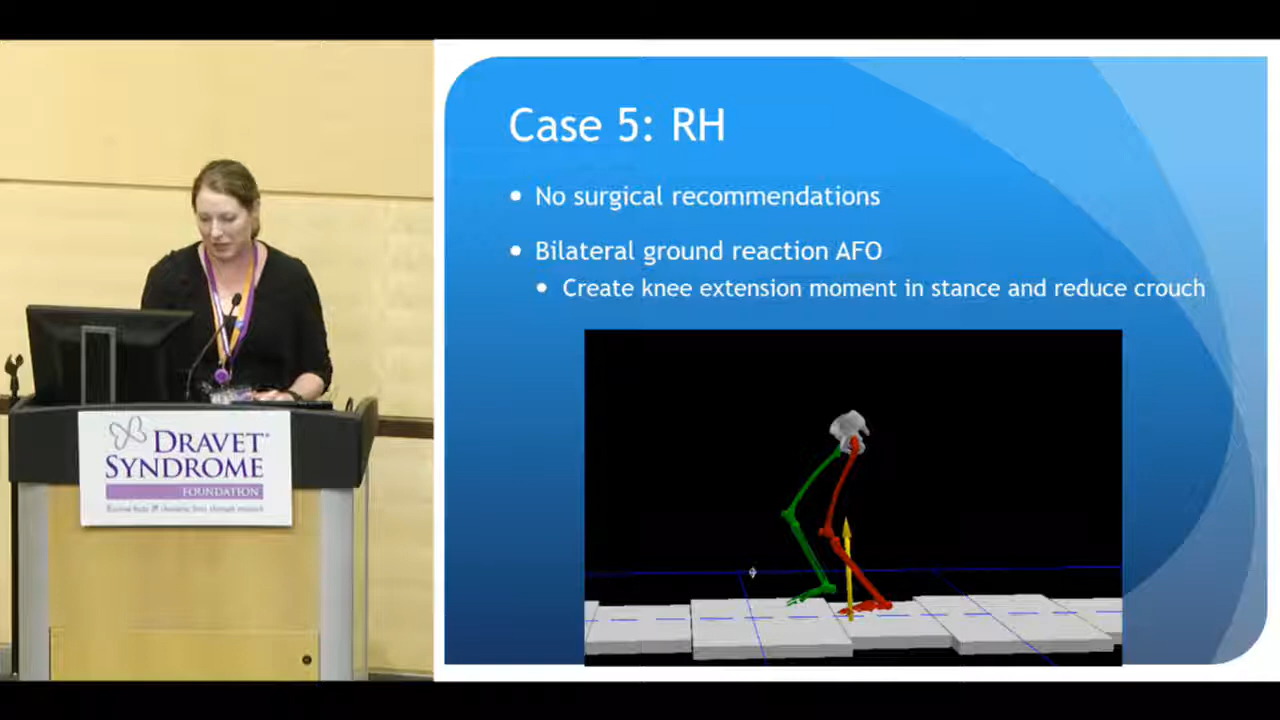 Case 5: RH
• No surgical recommendations
• Bilateral ground reaction AFO
• Create knee extension moment in stance and reduce crouch
DRAVET
SYNDROME
FOUNDATION